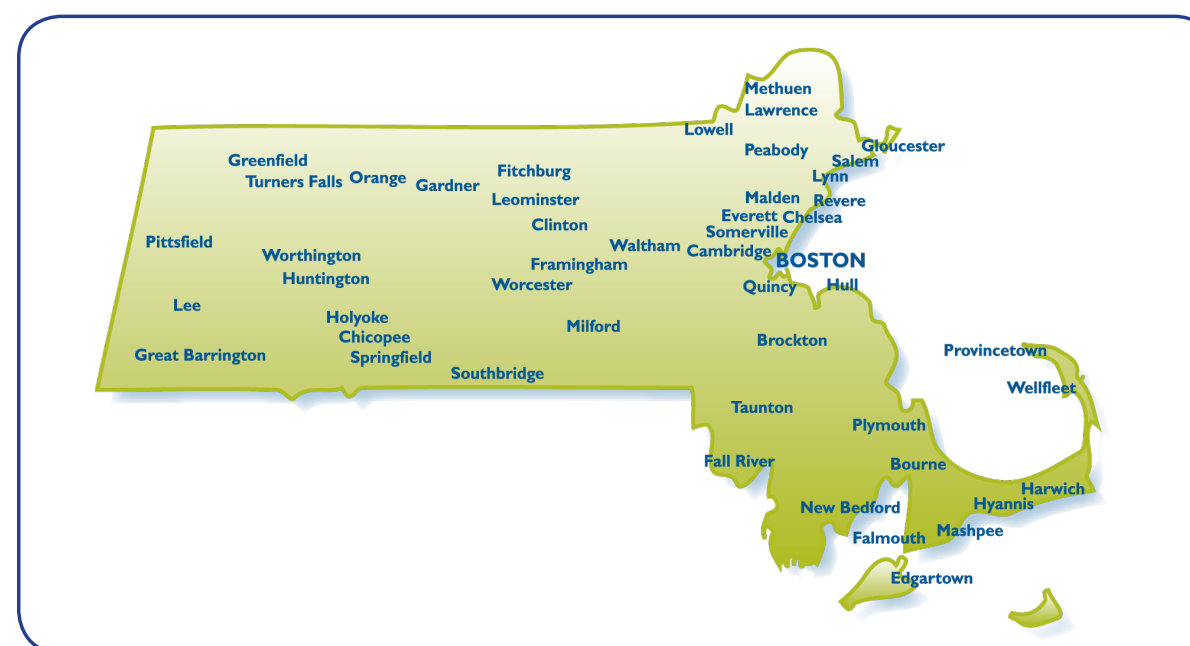 Methuen
Lawrence
Lowell
Gloucester
Peabody
Salem
Greenfield
Fitchburg
Lynn
Turners Falls
Orange
Gardner
Leominster
Malden
Revere
Everett
Chelsea
Clinton
Somerville
Pittsfield
Waltham
Cambridge
Worthington
BOSTON
Framingham
Huntington
Worcester
Quincy
Hull
Lee
Holyoke
Milford
Chicopee
Brockton
Great Barrington
Springfield
Provincetown
Southbridge
Wellfleet
Taunton
Plymouth
Fall River
Bourne
Harwich
New Bedford
Hyannis
Falmouth
Mashpee
Edgartown